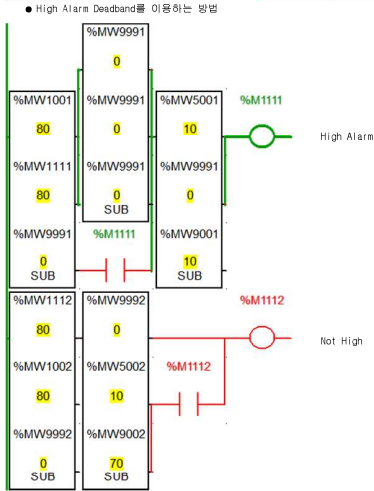 ● High Alarm Deadband를 이용하는 방법
%MW9991
0
%MW1001 %MW9991 %MW5001 %M1111
80 0 10
High Alarm
%MW1111 %MW9991 %MW9991
80 0 0
SUB
%MW9991 %M1111 %MW9001
0 10
SUB SUB
%MW1112 %MW9992 %M1112
80 0
Not High
%MW1002 %MW5002 %M1112
80 10
%MW9992 %MW9002
0 70
SUB SUB